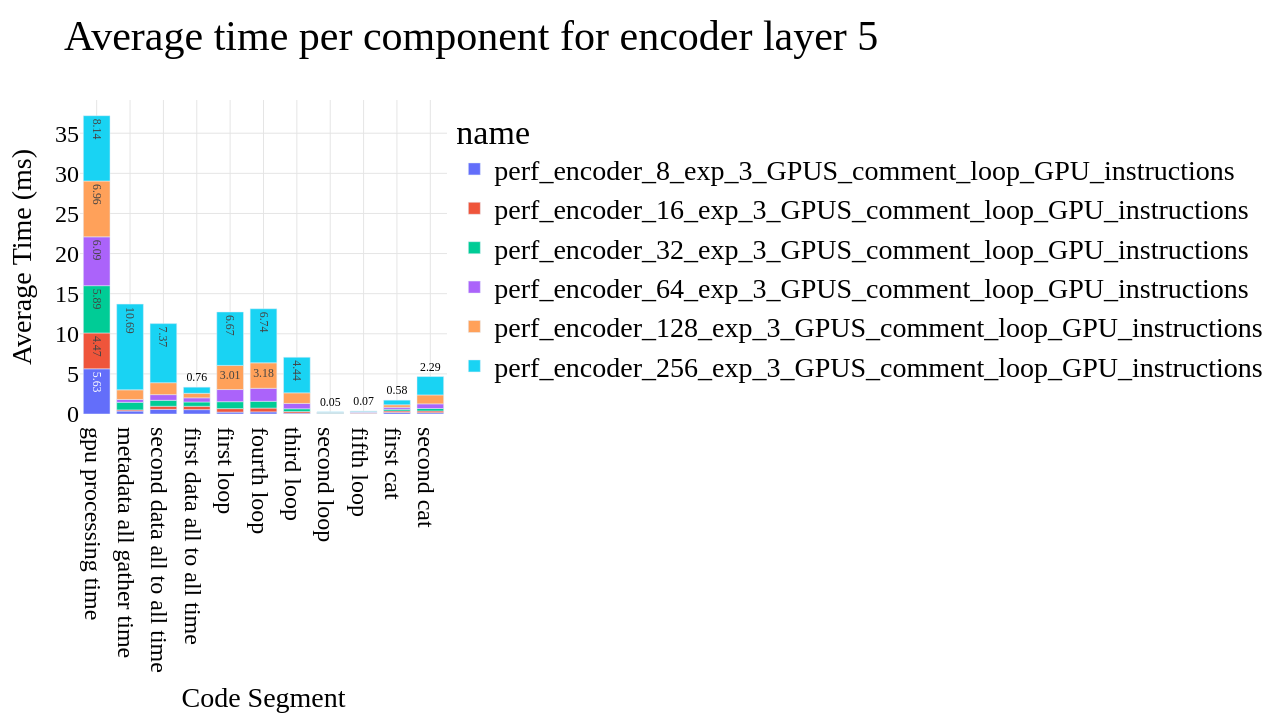 Average time per component for encoder layer 5
Average Time (ms)
35
30
25
20
15
10
5
0
8.14
6.96
6.09
5.89
4.47
5.63
10.69
7.37
0.76
6.67
3.01
6.74
3.18
4.44
0.05
0.07
0.58
2.29
gpu processing time
metadata all gather time
second data all to all time
first data all to all time
first loop
fourth loop
third loop
second loop
fifth loop
first cat
second cat
Code Segment
name
perf_encoder_8_exp_3_GPUS_comment_loop_GPU_instructions
perf_encoder_16_exp_3_GPUS_comment_loop_GPU_instructions
perf_encoder_32_exp_3_GPUS_comment_loop_GPU_instructions
perf_encoder_64_exp_3_GPUS_comment_loop_GPU_instructions
perf_encoder_128_exp_3_GPUS_comment_loop_GPU_instructions
perf_encoder_256_exp_3_GPUS_comment_loop_GPU_instructions